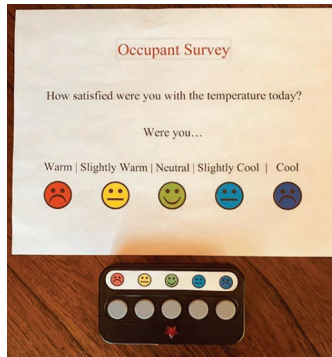 Occupant Survey
How satisfied were you with the temperature today?
Were you…
Warm | Slightly Warm | Neutral | Slightly Cool | Cool